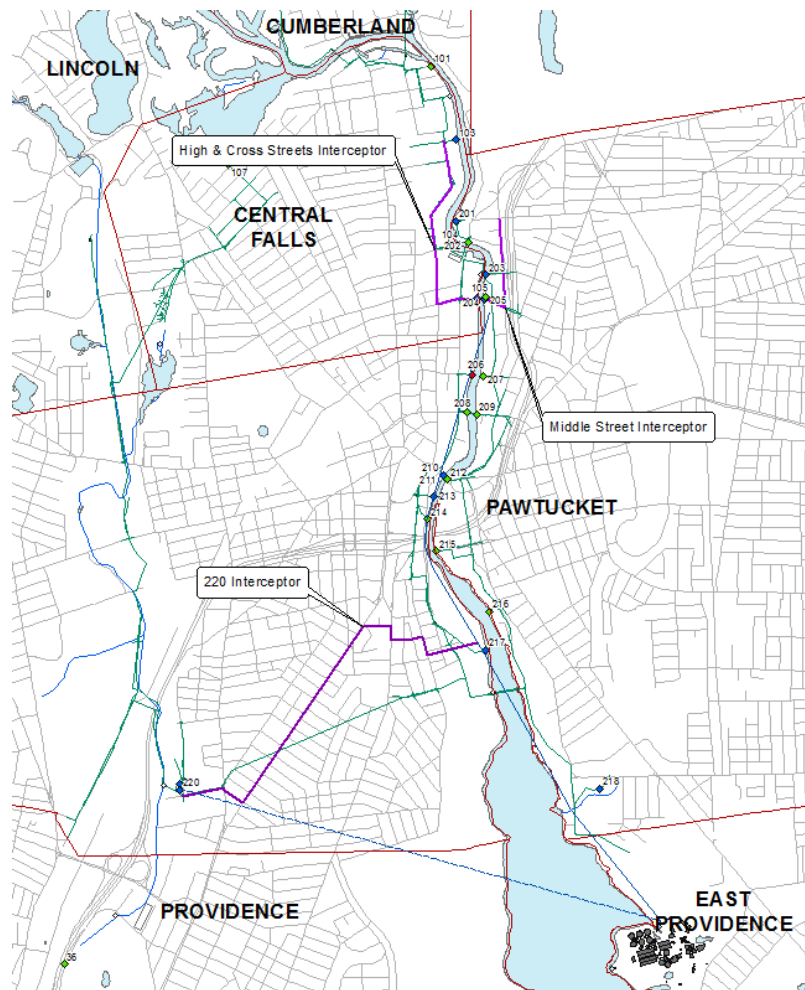 CUMBERLAND
LINCOLN
101
103
High & Cross Streets Interceptor
107
CENTRAL
FALLS
201
104
202
203
105
204
205
206
207
208
209
Middle Street Interceptor
210
212
211
213
PAWTUCKET
214
215
220 Interceptor
216
217
220
218
EAST
PROVIDENCE
PROVIDENCE
36